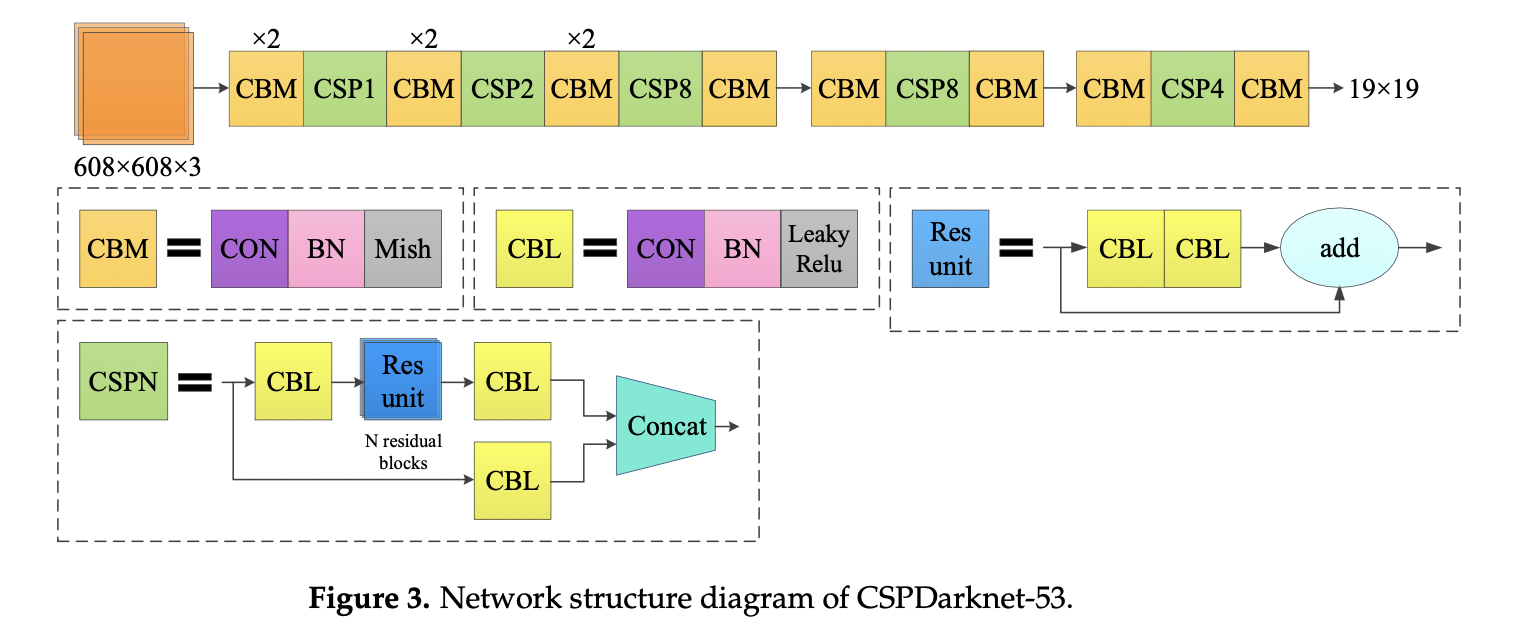 ×2 ×2 ×2
CBM CSP1 CBM CSP2 CBM CSP8 CBM CBM CSP8 CBM CBM CSP4 CBM 19×19
608×608×3
CBM = CON BN Mish
CBL = CON BN Leaky
Relu
Res
unit = CBL CBL add
CSPN = CBL Res
unit CBL
N residual
blocks
CBL
Concat
Figure 3. Network structure diagram of CSPDarknet-53.